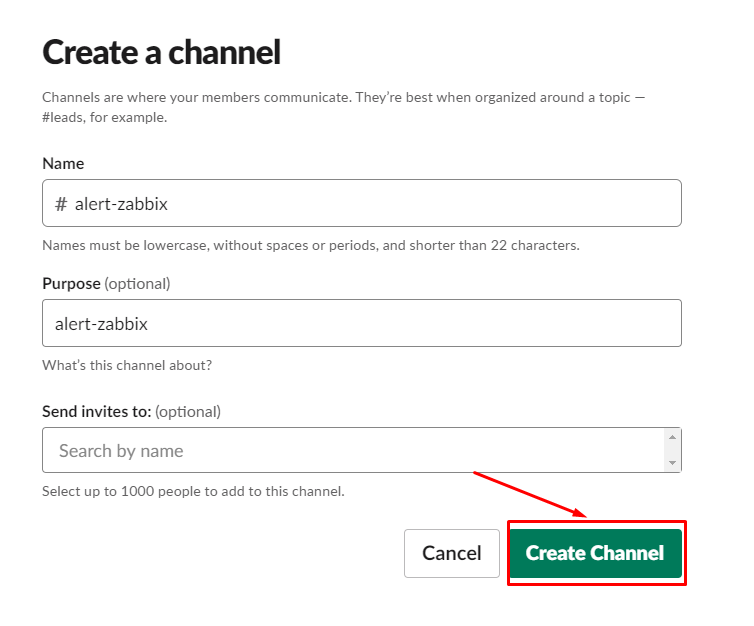 Create a channel
Channels are where your members communicate. They’re best when organized around a topic —
#leads, for example.
Name
# alert-zabbix
Names must be lowercase, without spaces or periods, and shorter than 22 characters.
Purpose (optional)
alert-zabbix
What’s this channel about?
Send invites to: (optional)
Search by name
Select up to 1000 people to add to this channel.
Cancel Create Channel